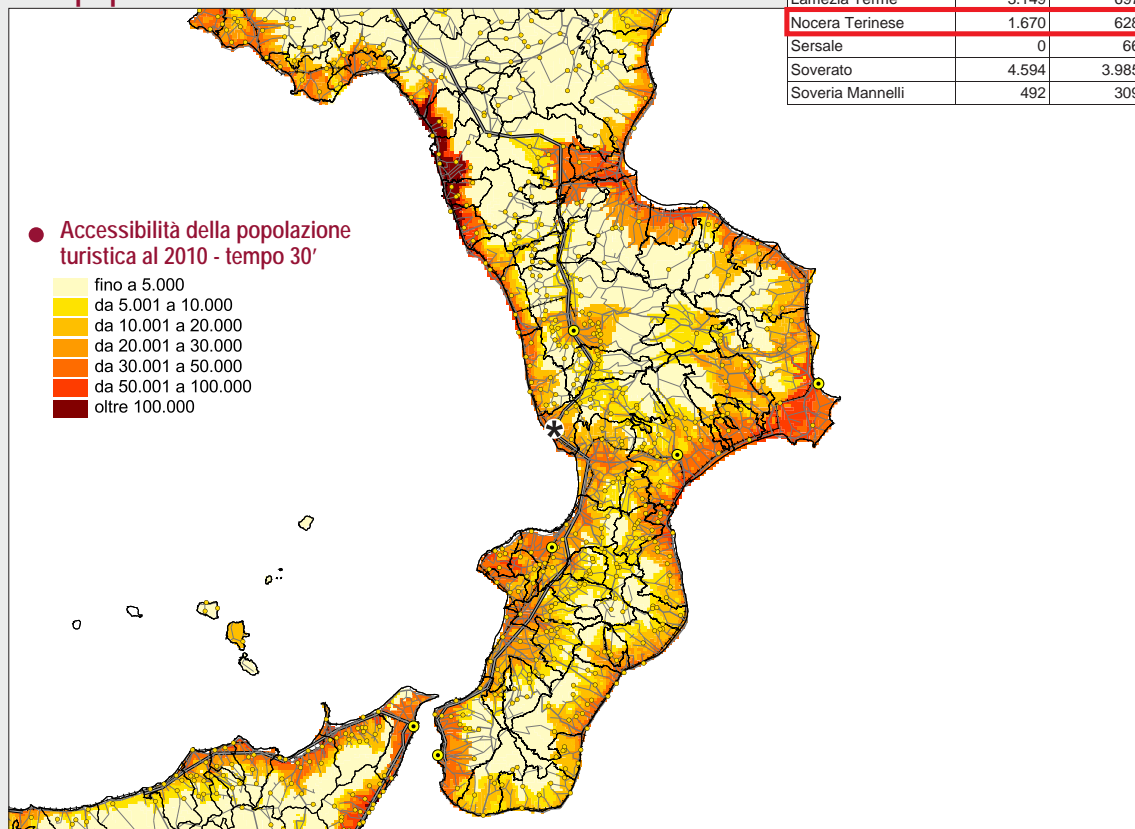 Nocera Terinese 1.670 628
Sersale 0 66
Soverato 4.594 3.985
Soveria Mannelli 492 309
Accessibilità della popolazione
turistica al 2010 - tempo 30'
fino a 5.000
da 5.001 a 10.000
da 10.001 a 20.000
da 20.001 a 30.000
da 30.001 a 50.000
da 50.001 a 100.000
oltre 100.000
*